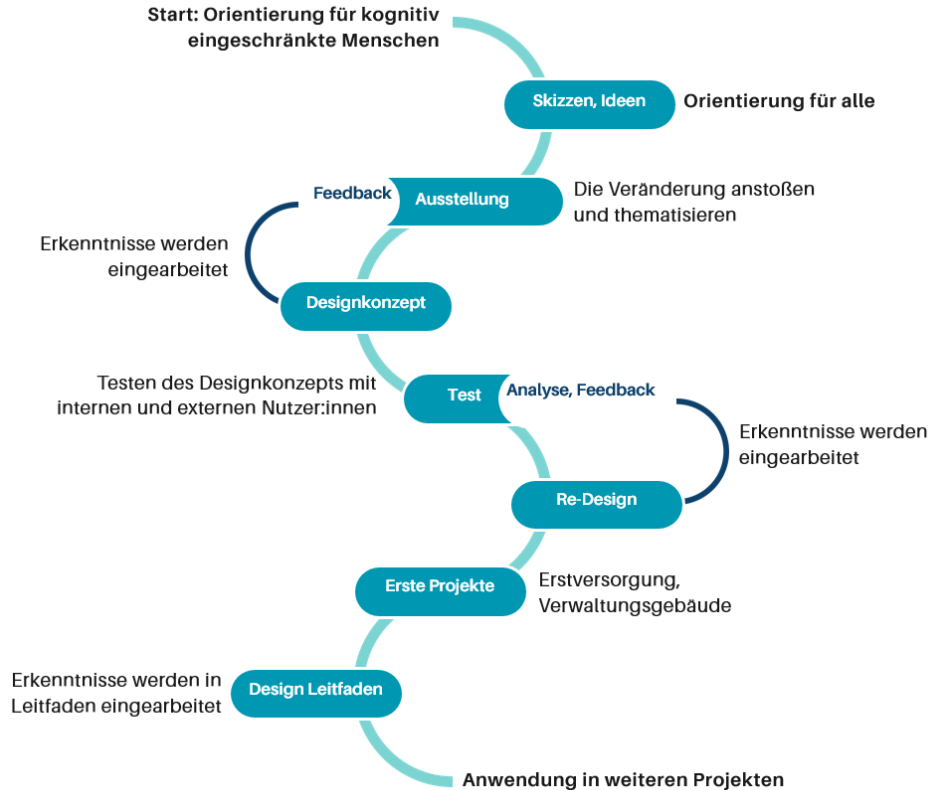 Start: Orientierung für kognitiv
eingeschränkte Menschen
Skizzen, Ideen
Orientierung für alle
Feedback
Ausstellung
Die Veränderung anstoßen
und thematisieren
Erkenntnisse werden
eingearbeitet
Designkonzept
Testen des Designkonzepts mit
internen und externen Nutzer:innen
Test
Analyse, Feedback
Erkenntnisse werden
eingearbeitet
Re-Design
Erste Projekte
Erstversorgung,
Verwaltungsgebäude
Erkenntnisse werden in
Leitfaden eingearbeitet
Design Leitfaden
Anwendung in weiteren Projekten